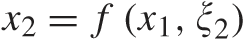 x₂ = f (x₁, ξ₂)